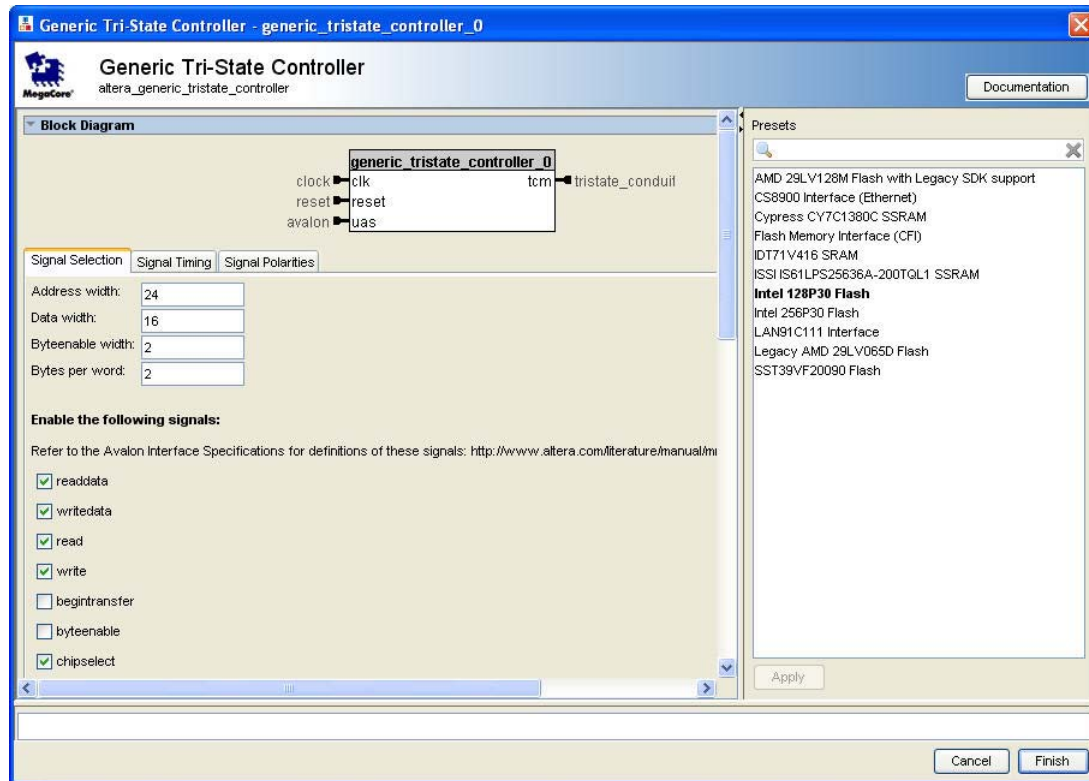 Generic Tri-State Controller - generic_tristate_controller_0
MegaCore'
Generic Tri-State Controller
altera_generic_tristate_controller
Documentation
Block Diagram
generic_tristate_controller_0
clock clk tcm tristate_conduit
reset reset
avalon uas
Signal Selection Signal Timing Signal Polarities
Address width: 24
Data width: 16
Byteenable width: 2
Bytes per word: 2
Enable the following signals:
Refer to the Avalon Interface Specifications for definitions of these signals: http://www.altera.com/literature/manual/m
readdata
writedata
read
write
begintransfer
byteenable
chipselect
Presets
AMD 29LV128M Flash with Legacy SDK support
CS8900 Interface (Ethernet)
Cypress CY7C1380C SSRAM
Flash Memory Interface (CFI)
IDT71V416 SRAM
ISSI IS61LPS25636A-200TQL1 SSRAM
Intel 128P30 Flash
Intel 256P30 Flash
LAN91C111 Interface
Legacy AMD 29LV065D Flash
SST39VF20090 Flash
Apply
Cancel Finish